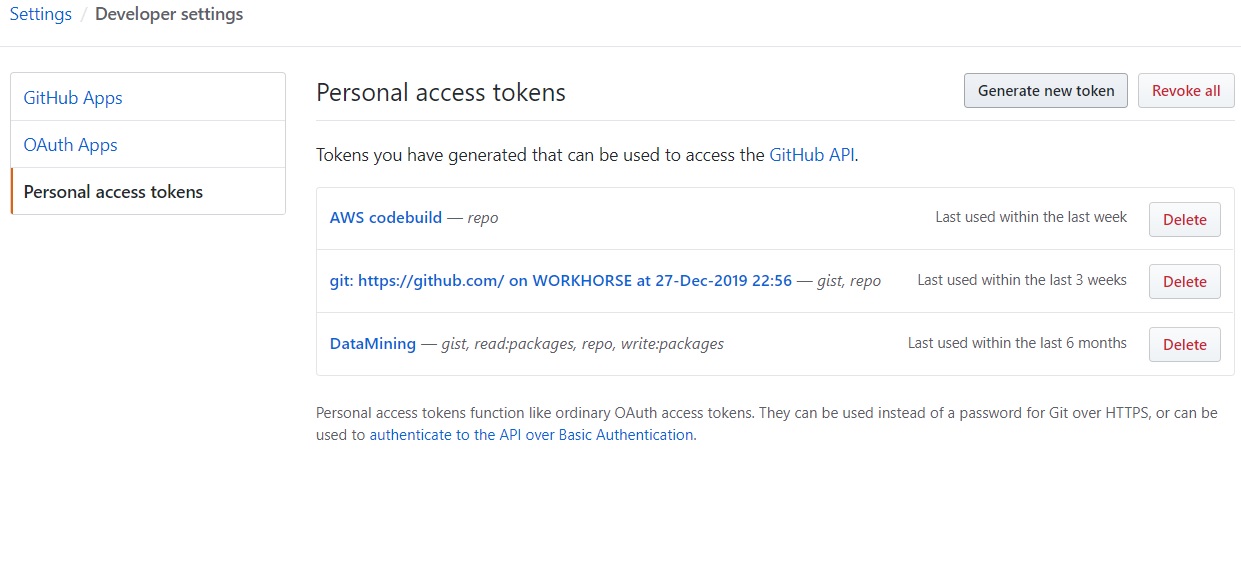 Settings / Developer settings
GitHub Apps
OAuth Apps
Personal access tokens
Personal access tokens
Generate new token
Revoke all
Tokens you have generated that can be used to access the GitHub API.
AWS codebuild — repo
Last used within the last week
Delete
git: https://github.com/ on WORKHORSE at 27-Dec-2019 22:56 — gist, repo
Last used within the last 3 weeks
Delete
DataMining — gist, read:packages, repo, write:packages
Last used within the last 6 months
Delete
Personal access tokens function like ordinary OAuth access tokens. They can be used instead of a password for Git over HTTPS, or can be
used to authenticate to the API over Basic Authentication.